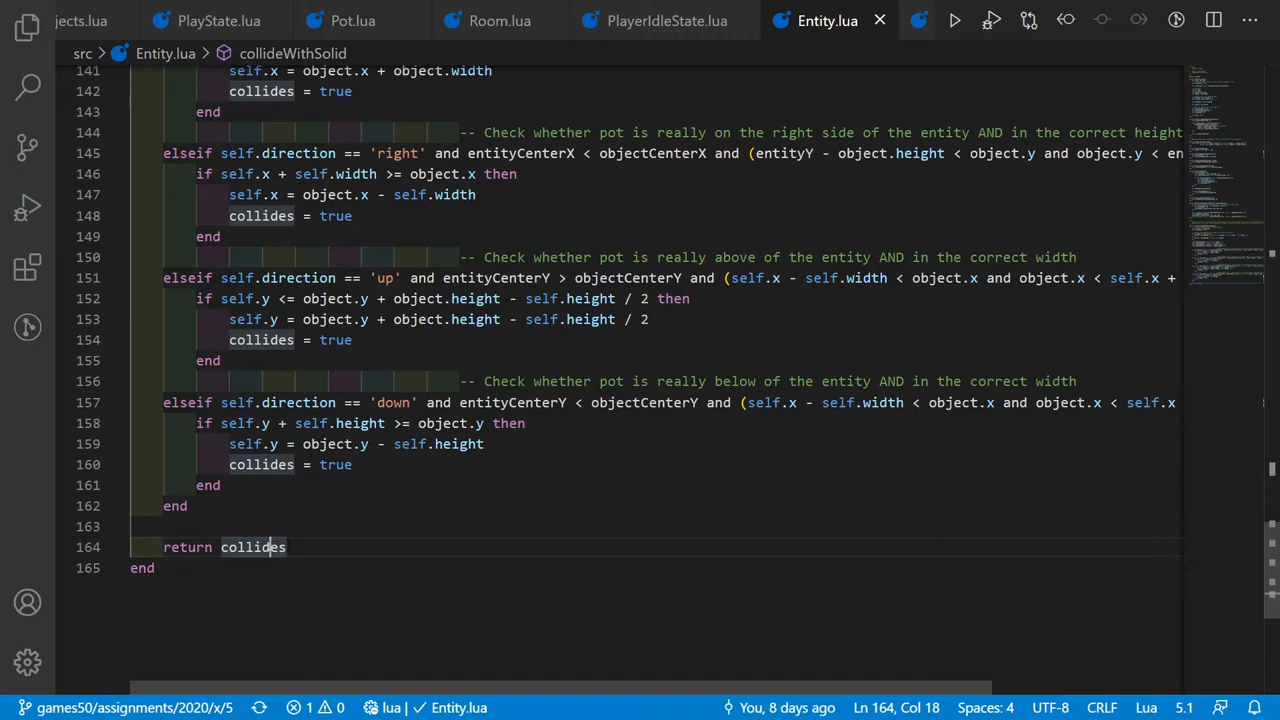 jects.lua PlayState.lua Pot.lua Room.lua PlayerIdleState.lua Entity.lua
src > Entity.lua > collideWithSolid
141 self.x = object.x + object.width
142 collides = true
143 end
144 -- Check whether pot is really on the right side of the entity AND in the correct height
145 elseif self.direction == 'right' and entityCenterX < objectCenterX and (entityY - object.height < object.y and object.y < en
146 if self.x + self.width >= object.x then
147 self.x = object.x - self.width
148 collides = true
149 end
150 -- Check whether pot is really above of the entity AND in the correct width
151 elseif self.direction == 'up' and entityCenterY > objectCenterY and (self.x - self.width < object.x and object.x < self.x +
152 if self.y <= object.y + object.height - self.height / 2 then
153 self.y = object.y + object.height - self.height / 2
154 collides = true
155 end
156 -- Check whether pot is really below of the entity AND in the correct width
157 elseif self.direction == 'down' and entityCenterY < objectCenterY and (self.x - self.width < object.x and object.x < self.x
158 if self.y + self.height >= object.y then
159 self.y = object.y - self.height
160 collides = true
161 end
162 end
163
164 return collides
165 end
games50/assignments/2020/x/5 1 0 lua | ✓ Entity.lua You, 8 days ago Ln 164, Col 18 Spaces: 4 UTF-8 CRLF Lua 5.1